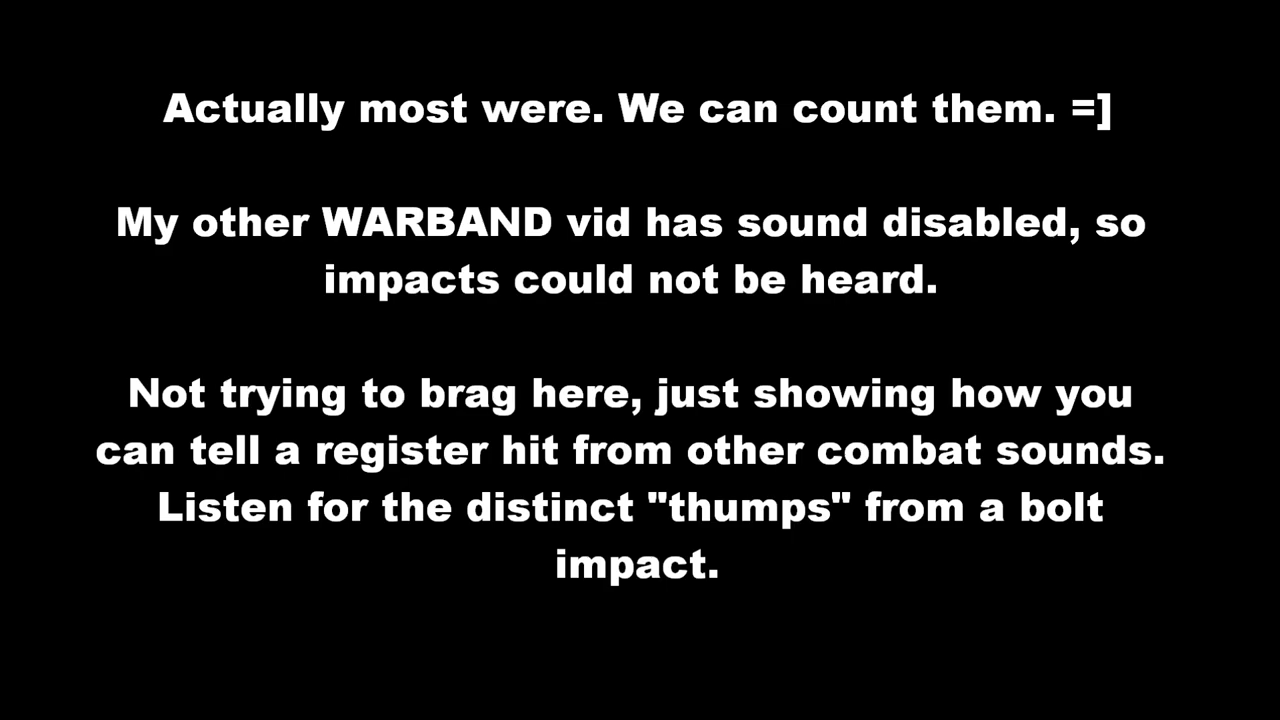 Actually most were. We can count them. =]
My other WARBAND vid has sound disabled, so
impacts could not be heard.
Not trying to brag here, just showing how you
can tell a register hit from other combat sounds.
Listen for the distinct "thumps" from a bolt
impact.